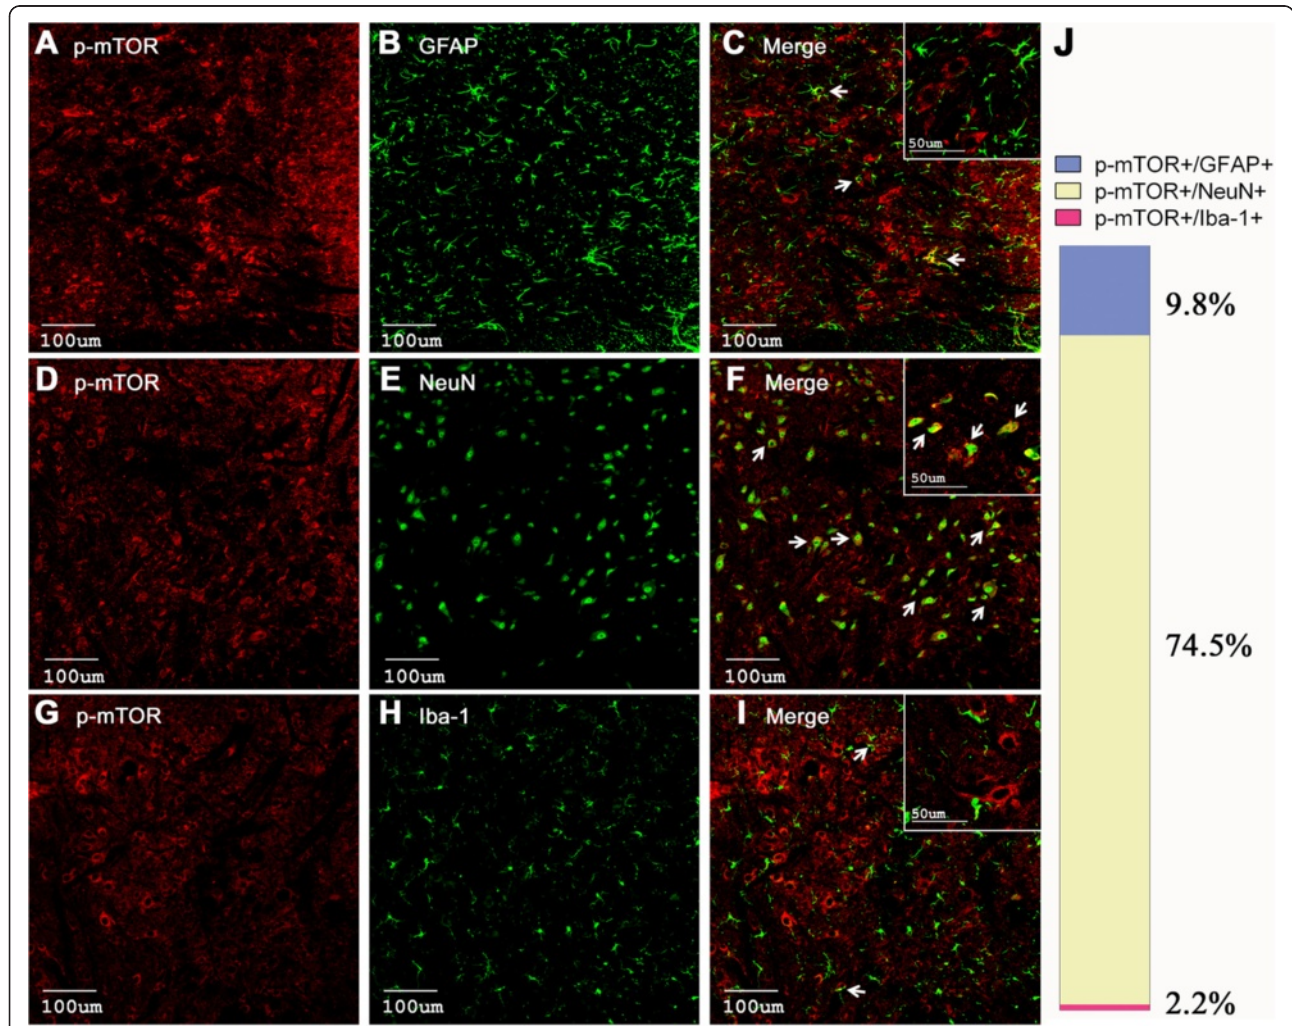 A p-mTOR
B GFAP
C Merge
50um
100um
100um
100um
D p-mTOR
E NeuN
F Merge
50um
100um
100um
100um
G p-mTOR
H Iba-1
I Merge
50um
100um
100um
100um
J
p-mTOR+/GFAP+
p-mTOR+/NeuN+
p-mTOR+/Iba-1+
9.8%
74.5%
2.2%